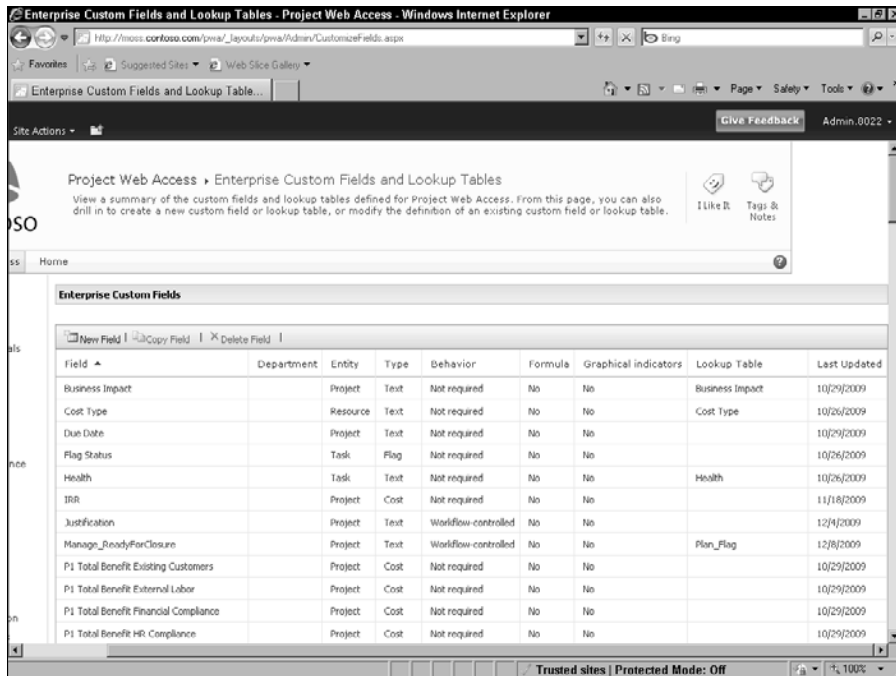 Enterprise Custom Fields and Lookup Tables - Project Web Access - Windows Internet Explorer
http://moss.contoso.com/pwa/_layouts/pwa/Admin/CustomizeFields.aspx
Bing
Favorites Suggested Sites Web Slice Gallery
Enterprise Custom Fields and Lookup Table...
Page Safety Tools
Site Actions
Give Feedback
Admin.8022
Project Web Access Enterprise Custom Fields and Lookup Tables
View a summary of the custom fields and lookup tables defined for Project Web Access. From this page, you can also
drill in to create a new custom field or lookup table, or modify the definition of an existing custom field or lookup table.
I Like It
Tags &
Notes
OSO
ss Home
Enterprise Custom Fields
New Field | Copy Field | Delete Field |
als
Field Department Entity Type Behavior Formula Graphical indicators Lookup Table Last Updated
Business Impact Project Text Not required No No Business Impact 10/29/2009
Cost Type Resource Text Not required No No Cost Type 10/26/2009
Due Date Project Text Not required No No 10/29/2009
Flag Status Task Flag Not required No No 10/26/2009
nce
Health Task Text Not required No No Health 10/26/2009
IRR Project Cost Not required No No 11/18/2009
Justification Project Text Workflow-controlled No No 12/4/2009
Manage_ReadyForClosure Project Text Workflow-controlled No No Plan_Flag 12/8/2009
P1 Total Benefit Existing Customers Project Cost Not required No No 10/29/2009
P1 Total Benefit External Labor Project Cost Not required No No 10/29/2009
on
P1 Total Benefit Financial Compliance Project Cost Not required No No 10/29/2009
P1 Total Benefit HR Compliance Project Cost Not required No No 10/29/2009
Trusted sites | Protected Mode: Off
100%